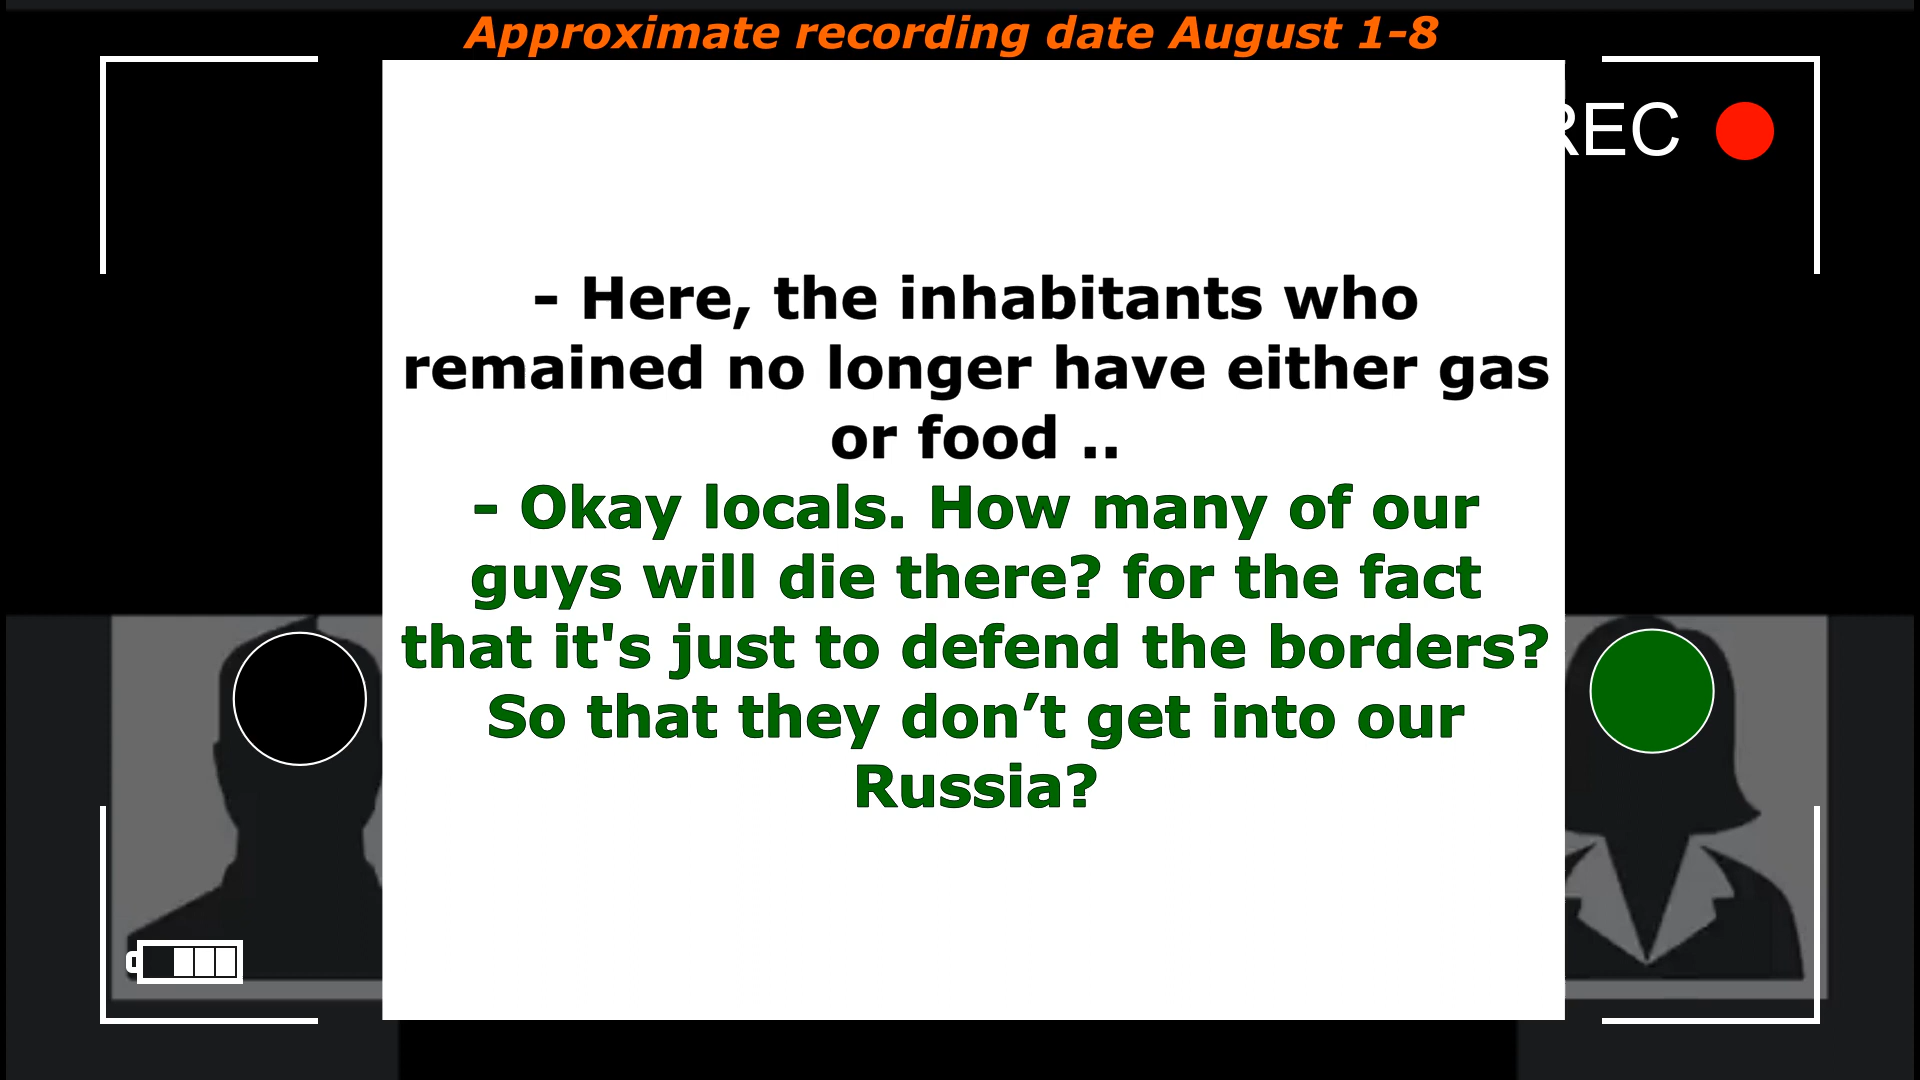 Approximate recording date August 1-8
REC
- Here, the inhabitants who
remained no longer have either gas
or food ..
- Okay locals. How many of our
guys will die there? for the fact
that it's just to defend the borders?
So that they don’t get into our
Russia?